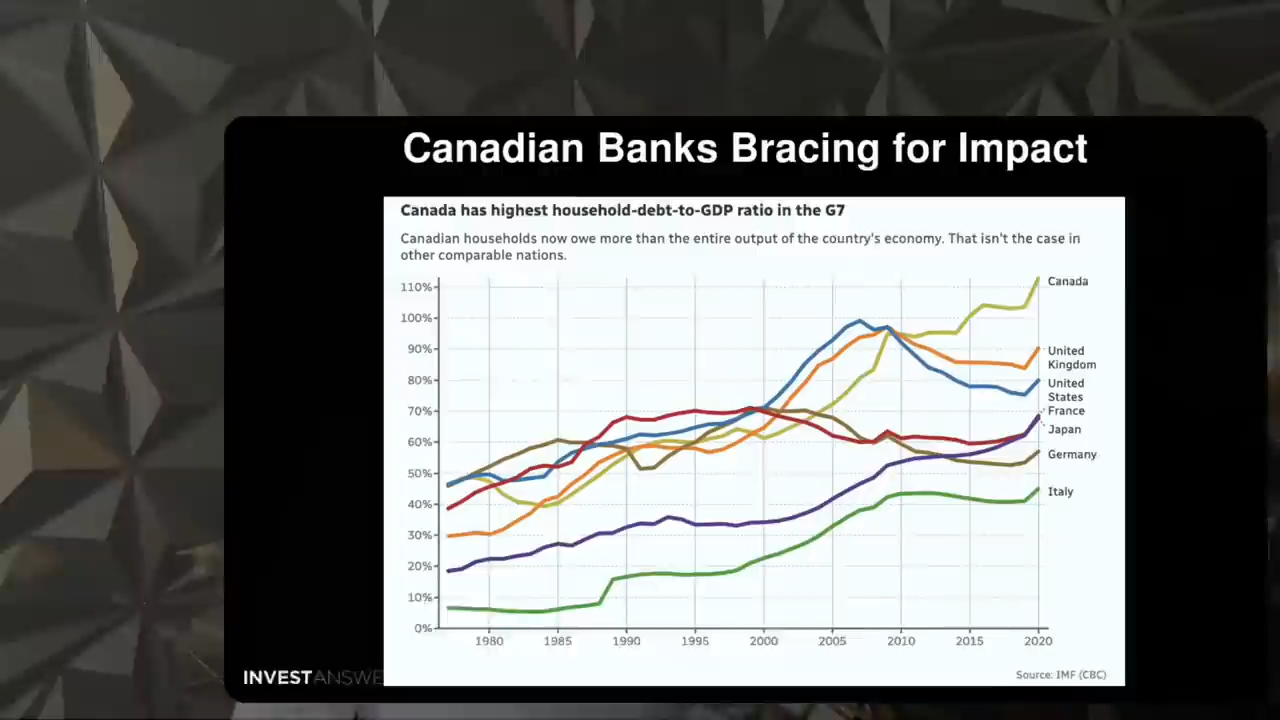 Canadian Banks Bracing for Impact
Canada has highest household-debt-to-GDP ratio in the G7
Canadian households now owe more than the entire output of the country's economy. That isn't the case in
other comparable nations.
110%
100%
90%
80%
70%
60%
50%
40%
30%
20%
10%
0%
Canada
United
Kingdom
United
States
France
Japan
Germany
Italy
1980 1985 1990 1995 2000 2005 2010 2015 2020
Source: IMF (CBC)
INVESTANSWE